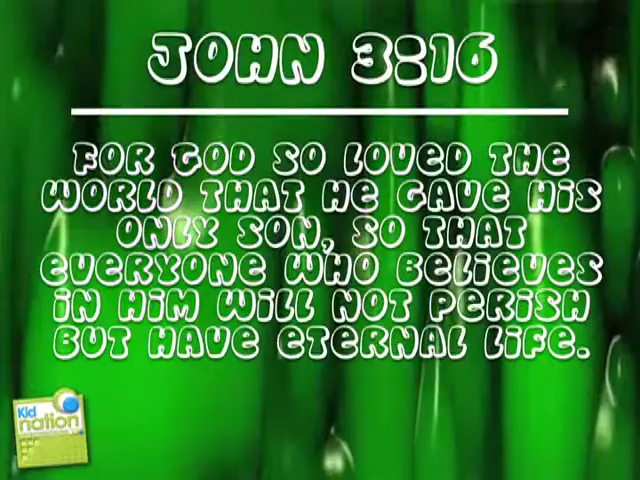 JOHN 3:16
FOR GOD SO LOVED THE
WORLD THAT HE GAVE HIS
ONLY SON, SO THAT
EVERYONE WHO BELIEVES
IN HIM WILL NOT PERISH
BUT HAVE ETERNAL LIFE.
Kid
nation